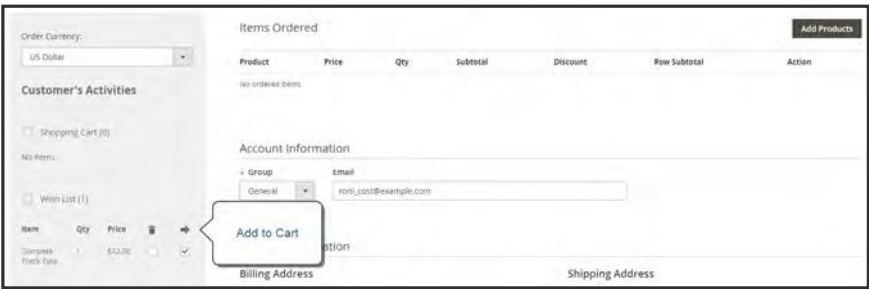 Order Currency:
US Dollar
Customer's Activities
Shopping Cart (0)
No items
Wish List (1)
Item Qty Price
Complete 1 $32.00
Track Tote
Items Ordered
Add Products
Product Price Qty Subtotal Discount Row Subtotal Action
No ordered items
Account Information
Group Email
General roni_cost@example.com
Add to Cart
Billing Address Shipping Address